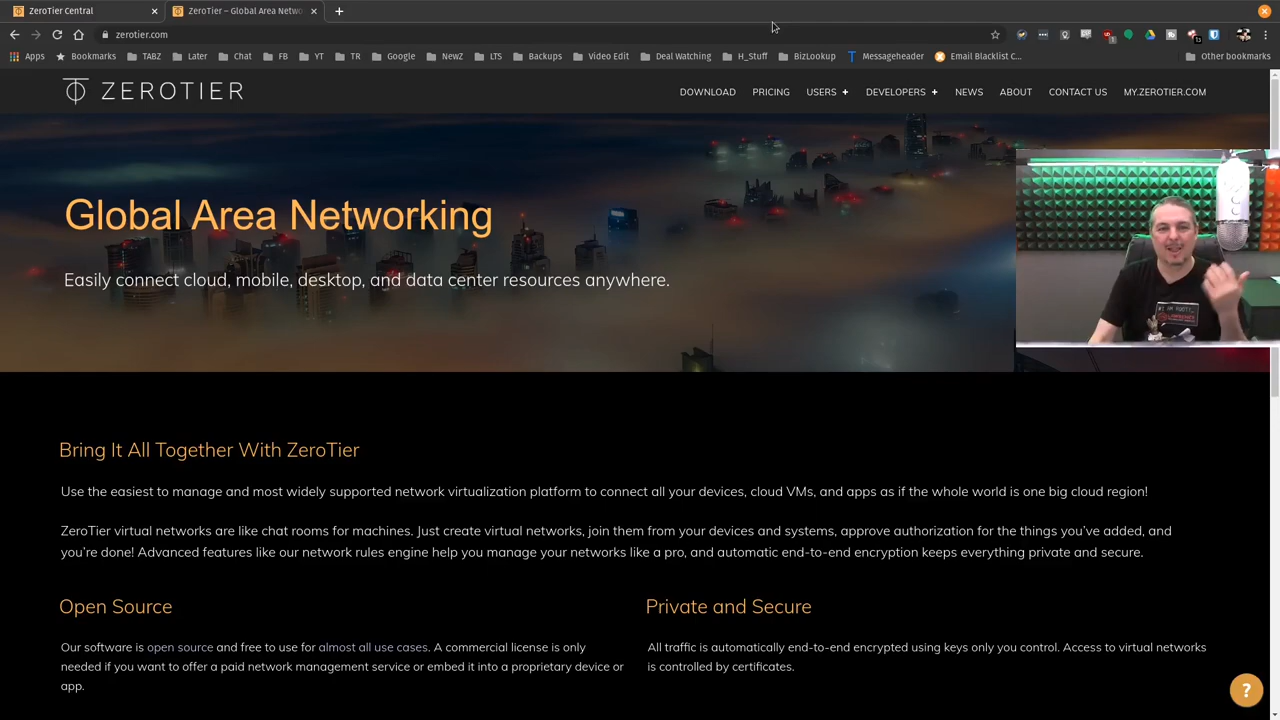 ZeroTier Central
ZeroTier – Global Area Netwo
zerotier.com
Apps
Bookmarks
TABZ
Later
Chat
FB
YT
TR
Google
NewZ
LTS
Backups
Video Edit
Deal Watching
H_Stuff
BizLookup
Messageheader
Email Blacklist C...
Other bookmarks
ZEROTIER
DOWNLOAD
PRICING
USERS +
DEVELOPERS +
NEWS
ABOUT
CONTACT US
MY.ZEROTIER.COM
Global Area Networking
Easily connect cloud, mobile, desktop, and data center resources anywhere.
Bring It All Together With ZeroTier
Use the easiest to manage and most widely supported network virtualization platform to connect all your devices, cloud VMs, and apps as if the whole world is one big cloud region!
ZeroTier virtual networks are like chat rooms for machines. Just create virtual networks, join them from your devices and systems, approve authorization for the things you've added, and
you're done! Advanced features like our network rules engine help you manage your networks like a pro, and automatic end-to-end encryption keeps everything private and secure.
Open Source
Our software is open source and free to use for almost all use cases. A commercial license is only
needed if you want to offer a paid network management service or embed it into a proprietary device or
app.
Private and Secure
All traffic is automatically end-to-end encrypted using keys only you control. Access to virtual networks
is controlled by certificates.
?